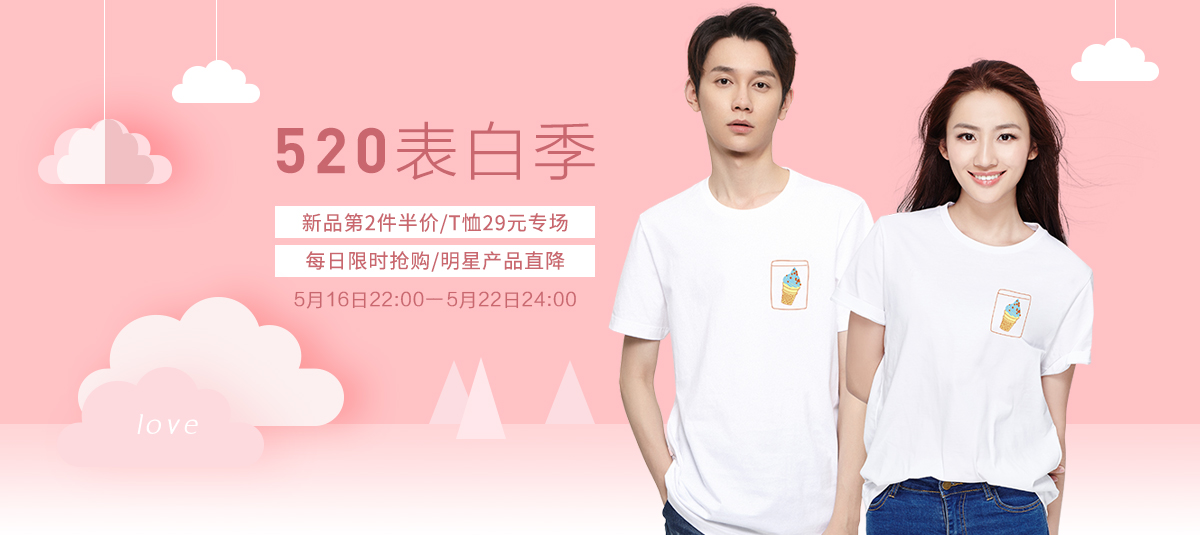 520表白季
新品第2件半价/T恤29元专场
每日限时抢购/明星产品直降
5月16日22:00—5月22日24:00
love